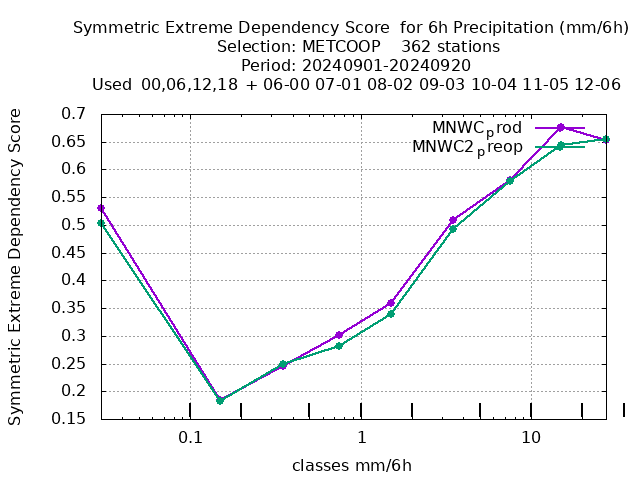 Symmetric Extreme Dependency Score  for 6h Precipitation (mm/6h)
Selection: METCOOP    362 stations
Period: 20240901-20240920
Used  00,06,12,18  + 06-00 07-01 08-02 09-03 10-04 11-05 12-06
Symmetric Extreme Dependency Score
0.7
0.65
0.6
0.55
0.5
0.45
0.4
0.35
0.3
0.25
0.2
0.15
MNWCprod
MNWC2preop
0.1 1 10
classes mm/6h